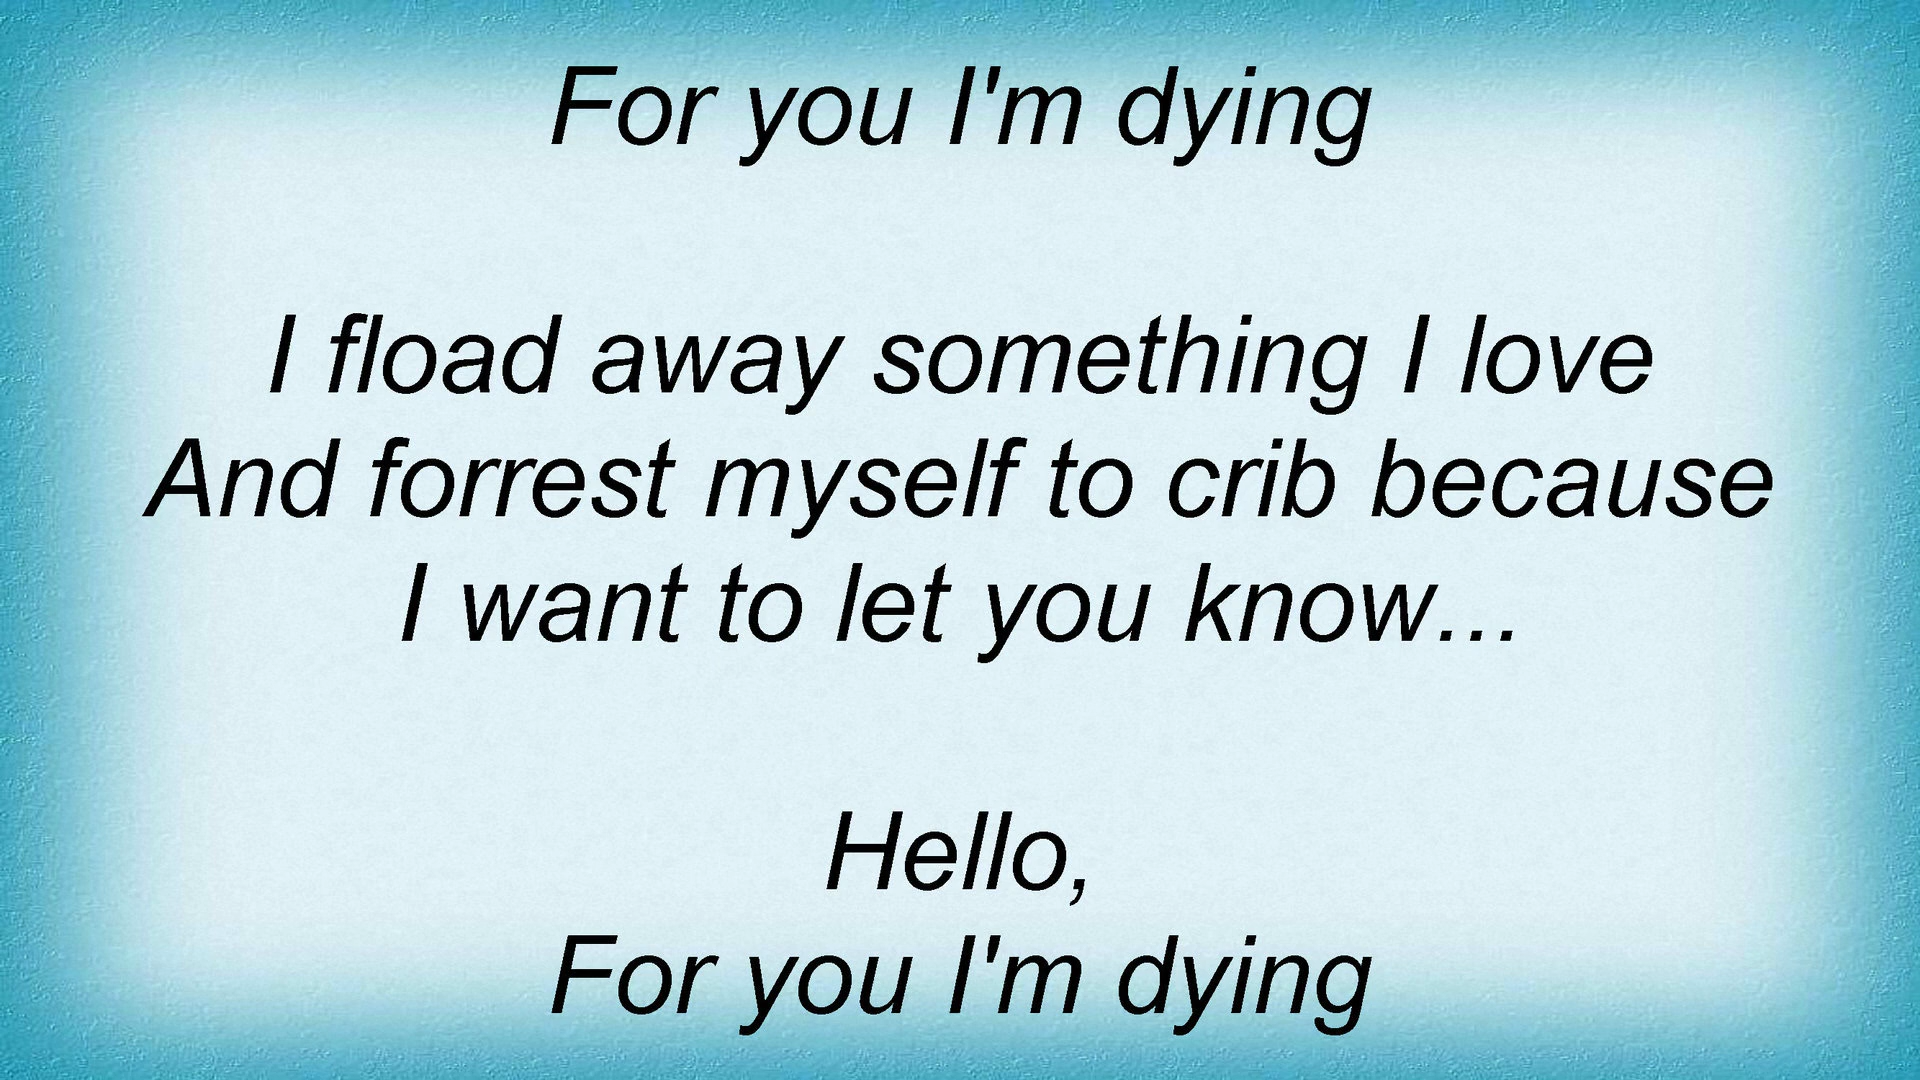 For you I'm dying
I fload away something I love
And forrest myself to crib because
I want to let you know...
Hello,
For you I'm dying